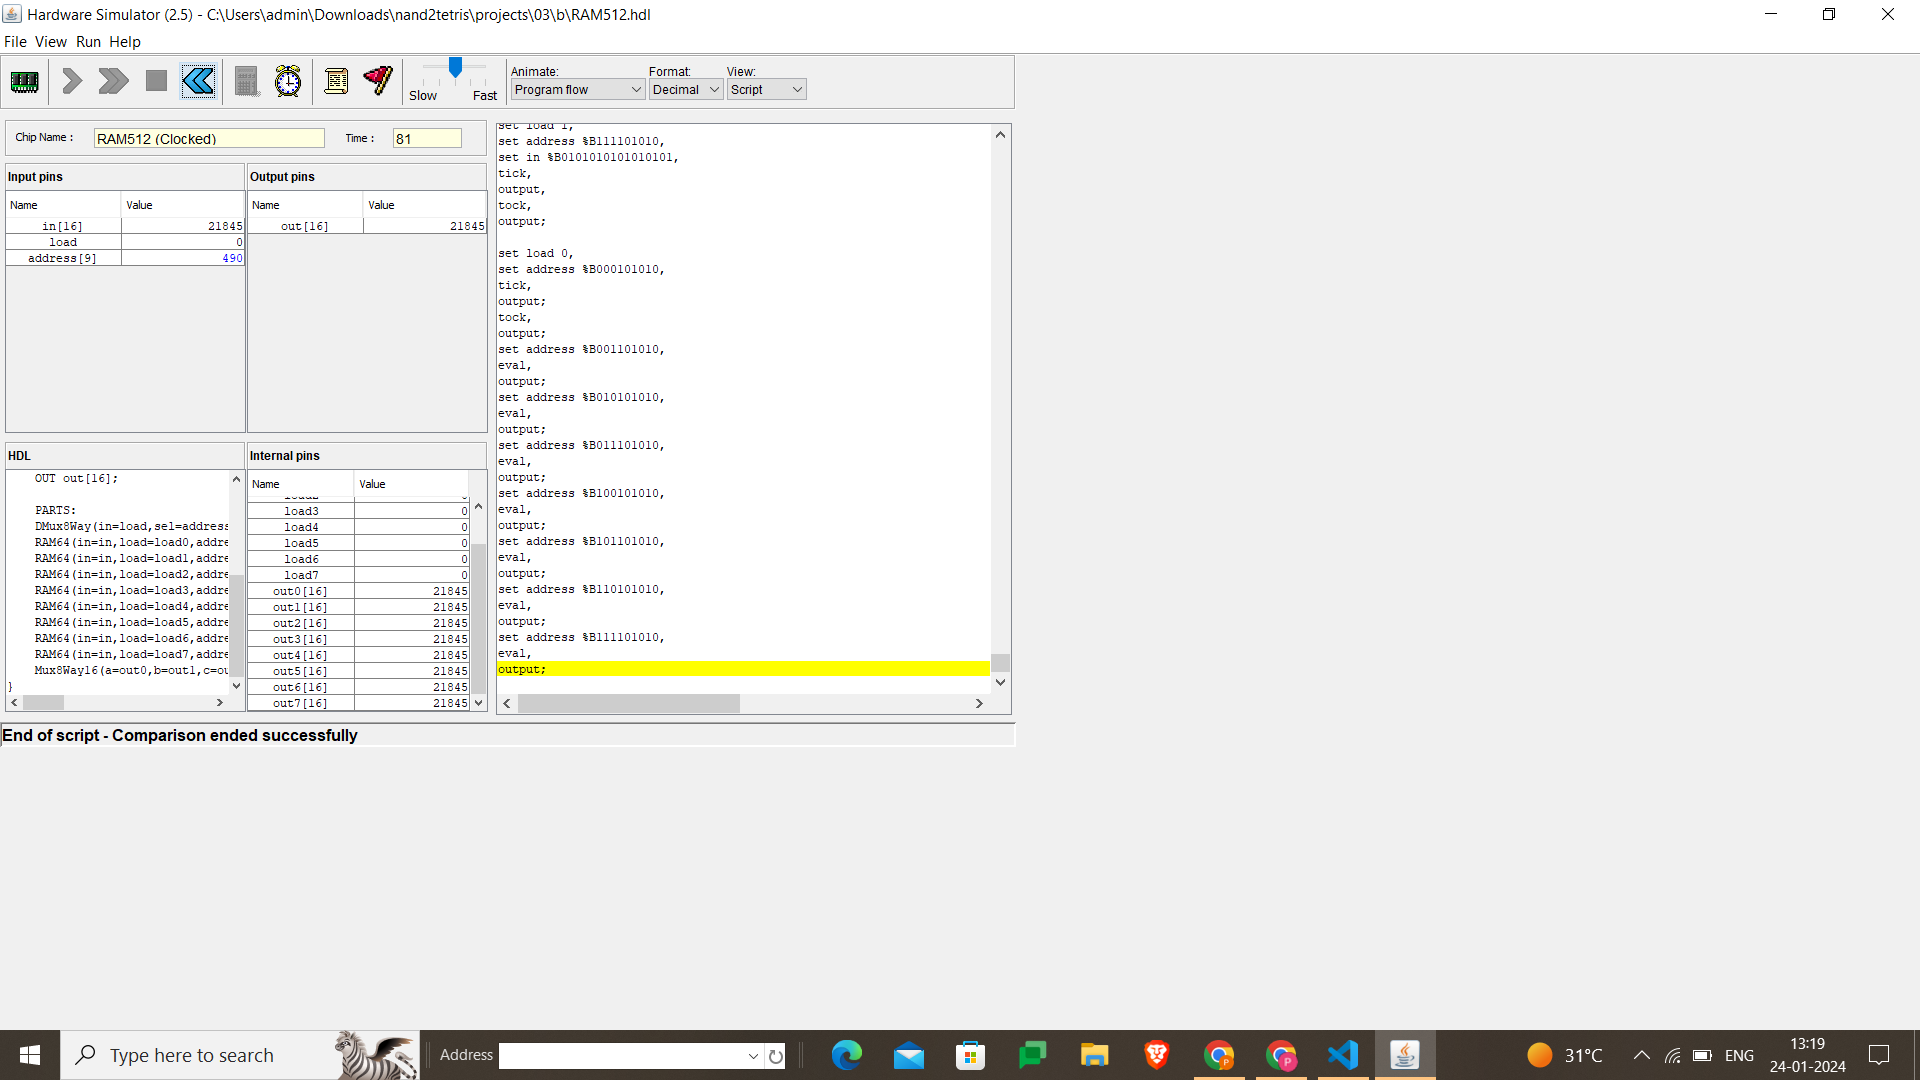 Hardware Simulator (2.5) - C:\Users\admin\Downloads\nand2tetris\projects\03\b\RAM512.hdl
File View Run Help
Animate: Format: View:
Slow Fast Program flow Decimal Script
Chip Name : RAM512 (Clocked) Time : 81
Input pins
Name Value
in[16] 21845
load 0
address[9] 490
Output pins
Name Value
out[16] 21845
HDL
OUT out[16];
PARTS:
DMux8Way(in=load,sel=address
RAM64(in=in,load=load0,addre
RAM64(in=in,load=load1,addre
RAM64(in=in,load=load2,addre
RAM64(in=in,load=load3,addre
RAM64(in=in,load=load4,addre
RAM64(in=in,load=load5,addre
RAM64(in=in,load=load6,addre
RAM64(in=in,load=load7,addre
Mux8Way16(a=out0,b=out1,c=ou
}
Internal pins
Name Value
load2 0
load3 0
load4 0
load5 0
load6 0
load7 0
out0[16] 21845
out1[16] 21845
out2[16] 21845
out3[16] 21845
out4[16] 21845
out5[16] 21845
out6[16] 21845
out7[16] 21845
set load 1,
set address %B111101010,
set in %B0101010101010101,
tick,
output,
tock,
output;
set load 0,
set address %B000101010,
tick,
output;
tock,
output;
set address %B001101010,
eval,
output;
set address %B010101010,
eval,
output;
set address %B011101010,
eval,
output;
set address %B100101010,
eval,
output;
set address %B101101010,
eval,
output;
set address %B110101010,
eval,
output;
set address %B111101010,
eval,
output;
End of script - Comparison ended successfully
Type here to search
Address
31°C
ENG
13:19
24-01-2024